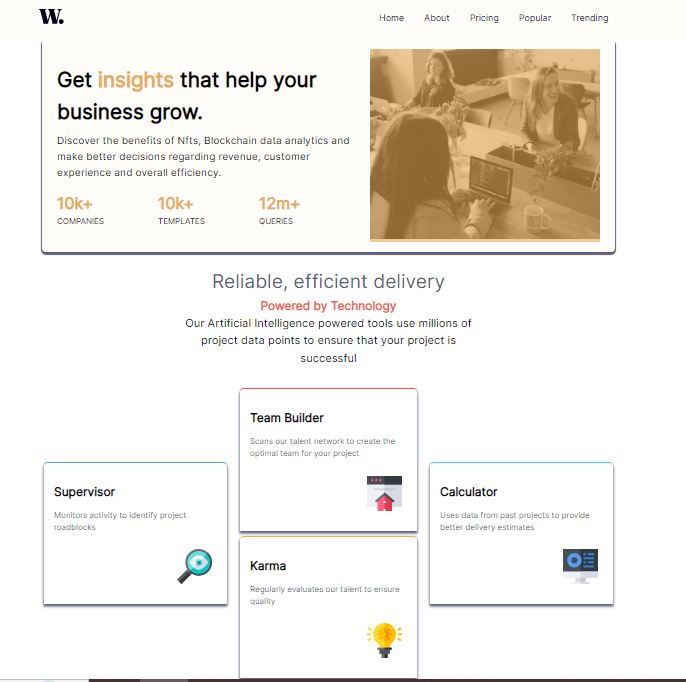 W.
Home About Pricing Popular Trending
Get insights that help your
business grow.
Discover the benefits of Nfts, Blockchain data analytics and
make better decisions regarding revenue, customer
experience and overall efficiency.
10k+ 10k+ 12m+
COMPANIES TEMPLATES QUERIES
Reliable, efficient delivery
Powered by Technology
Our Artificial Intelligence powered tools use millions of
project data points to ensure that your project is
successful
Team Builder
Scans our talent network to create the
optimal team for your project
Supervisor
Monitors activity to identify project
roadblocks
Calculator
Uses data from past projects to provide
better delivery estimates
Karma
Regularly evaluates our talent to ensure
quality